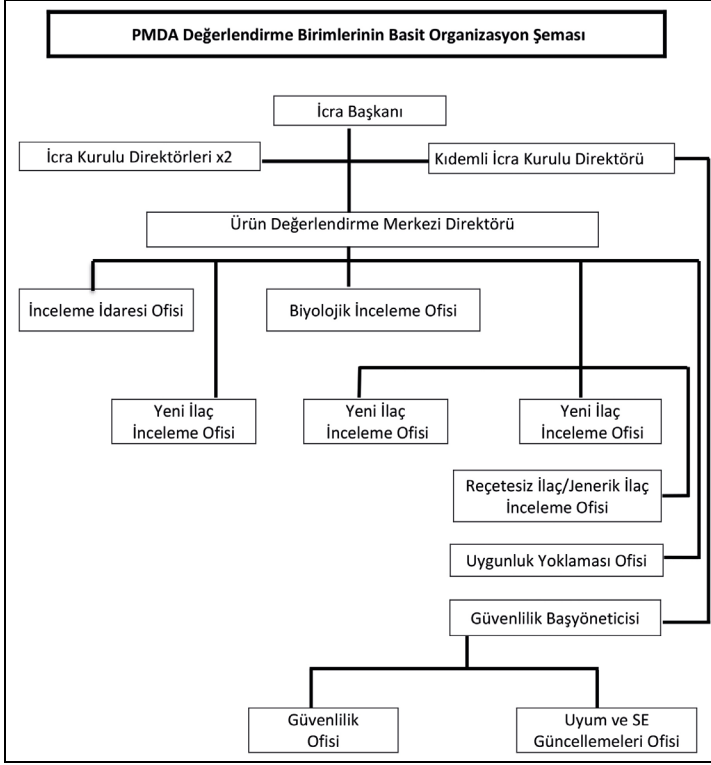 PMDA Değerlendirme Birimlerinin Basit Organizasyon Şeması
İcra Başkanı
İcra Kurulu Direktörleri x2
Kıdemli İcra Kurulu Direktörü
Ürün Değerlendirme Merkezi Direktörü
İnceleme İdaresi Ofisi
Biyolojik İnceleme Ofisi
Yeni İlaç
İnceleme Ofisi
Yeni İlaç
İnceleme Ofisi
Yeni İlaç
İnceleme Ofisi
Reçetesiz İlaç/Jenerik İlaç
İnceleme Ofisi
Uygunluk Yoklaması Ofisi
Güvenlilik Başyöneticisi
Güvenlilik
Ofisi
Uyum ve SE
Güncellemeleri Ofisi